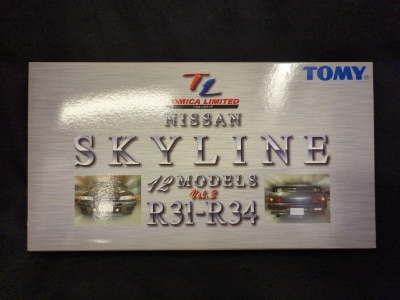 TOMY
TL
TOMICA LIMITED
NISSAN
SKYLINE
12 MODELS
Vol.2
R31-R34